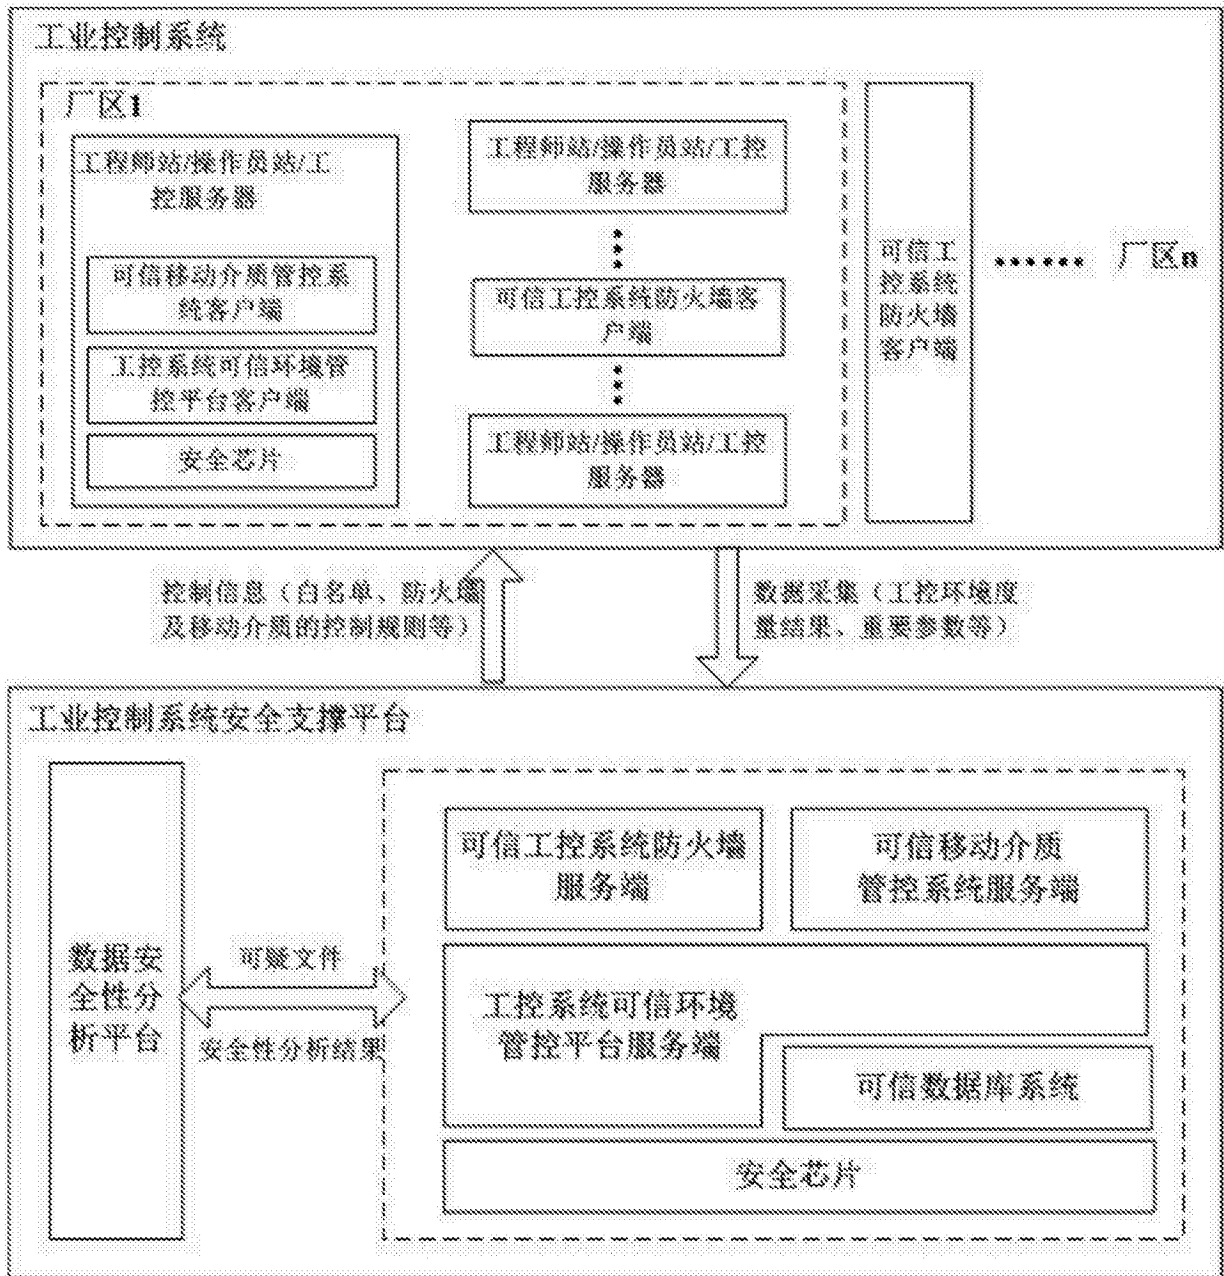 工业控制系统
厂区1
工程师站/操作员站/工
控服务器
可信移动介质管控系
统客户端
工控系统可信环境管
控平台客户端
安全芯片
工程师站/操作员站/工控
服务器
可信工控系统防火墙客
户端
工程师站/操作员站/工控
服务器
可信工
控系统
防火墙
客户端
…… 厂区n
控制信息（白名单、防火墙
及移动介质的控制规则等）
数据采集（工控环境度
量结果、重要参数等）
工业控制系统安全支撑平台
数据安
全性分
析平台
可疑文件
安全性分析结果
可信工控系统防火墙
服务端
可信移动介质
管控系统服务端
工控系统可信环境
管控平台服务端
可信数据库系统
安全芯片